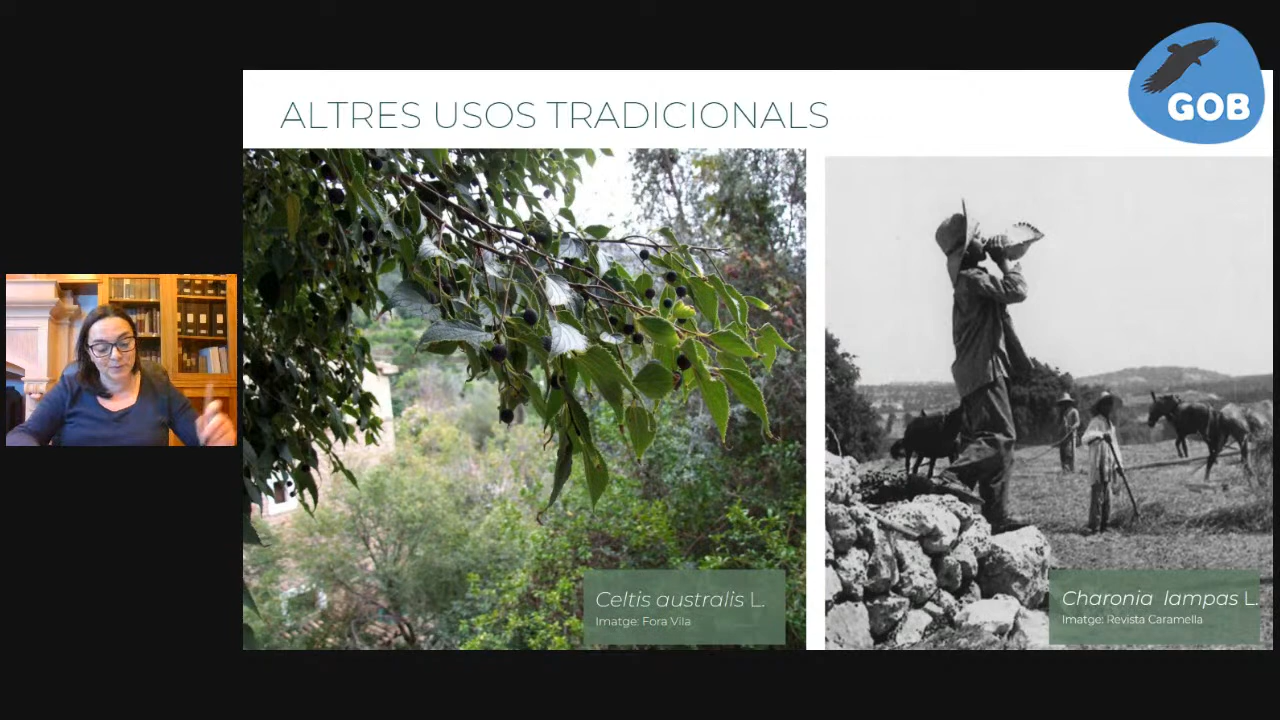 GOB
ALTRES USOS TRADICIONALS
Celtis australis L.
Imatge: Fora Vila
Charonia lampas L.
Imatge: Revista Caramella